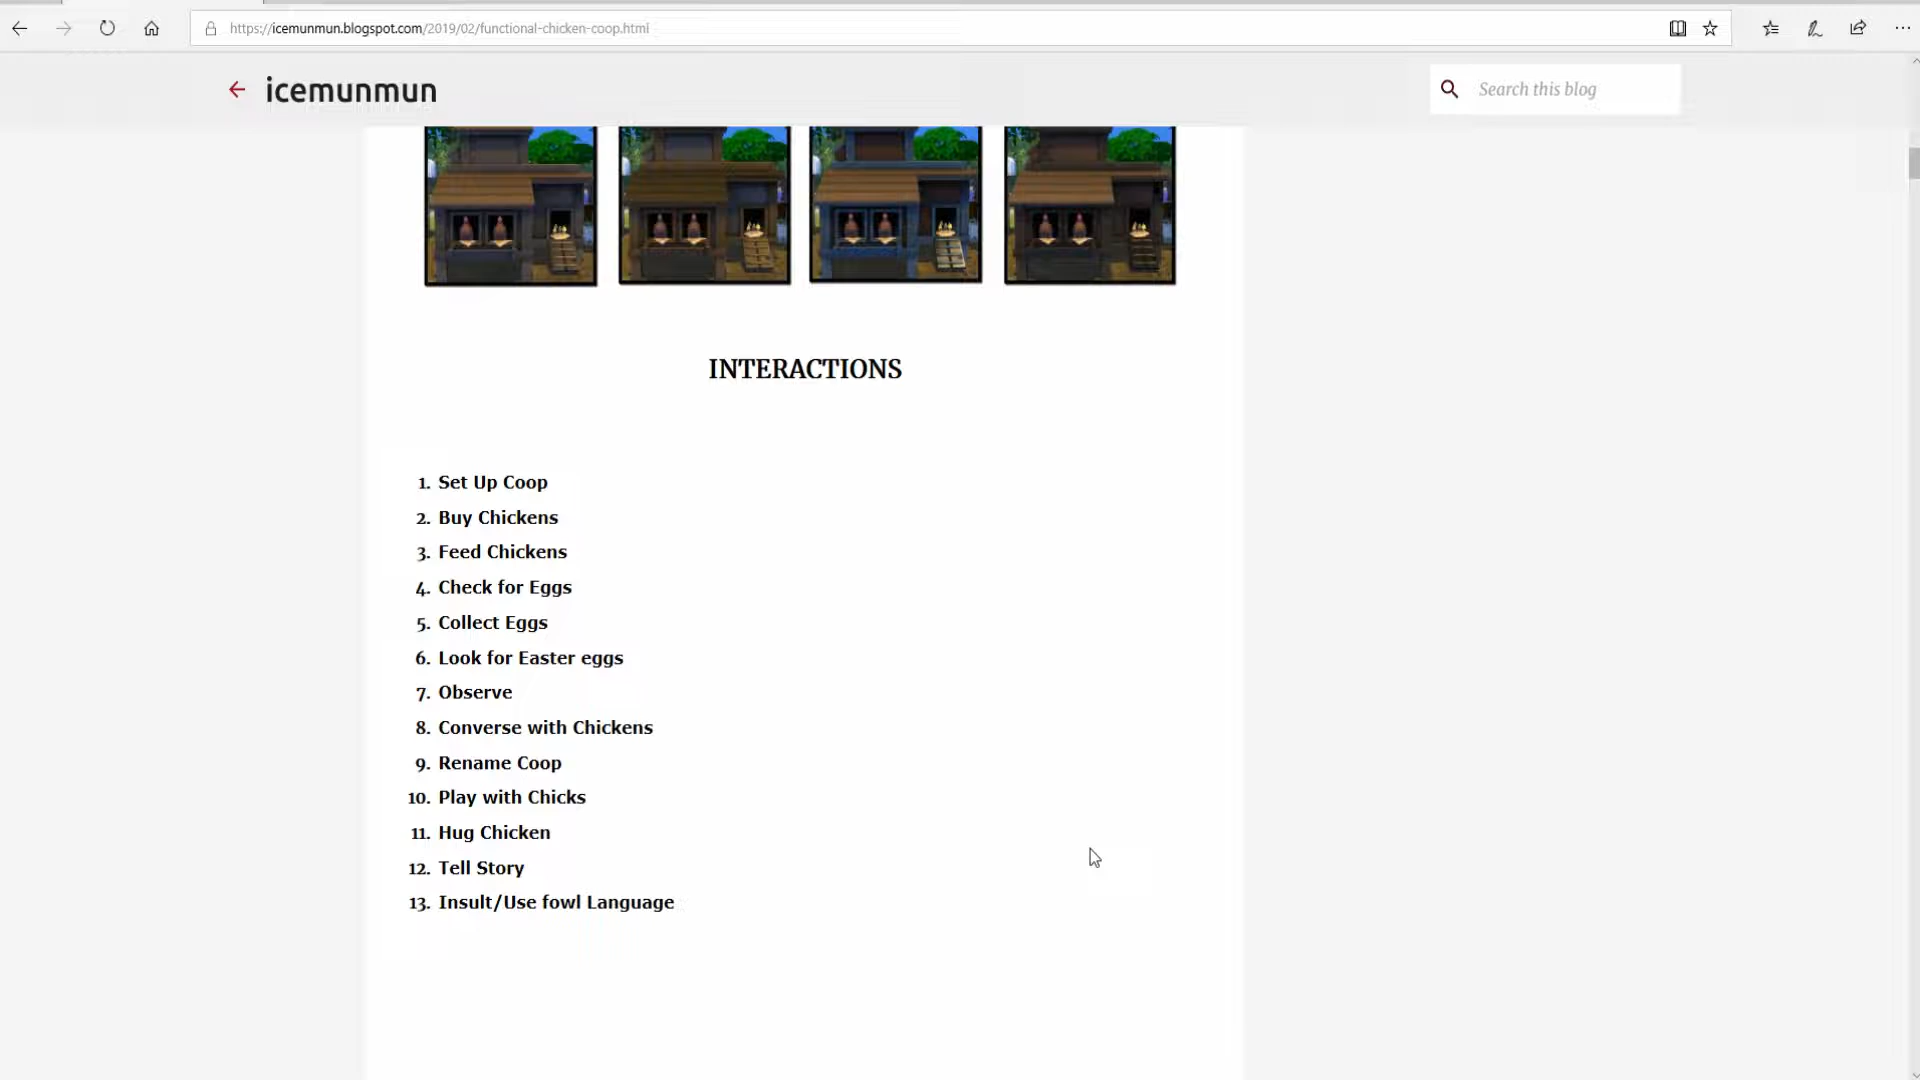 https://icemunmun.blogspot.com/2019/02/functional-chicken-coop.html
icemunmun
Search this blog
INTERACTIONS
1. Set Up Coop
2. Buy Chickens
3. Feed Chickens
4. Check for Eggs
5. Collect Eggs
6. Look for Easter eggs
7. Observe
8. Converse with Chickens
9. Rename Coop
10. Play with Chicks
11. Hug Chicken
12. Tell Story
13. Insult/Use fowl Language